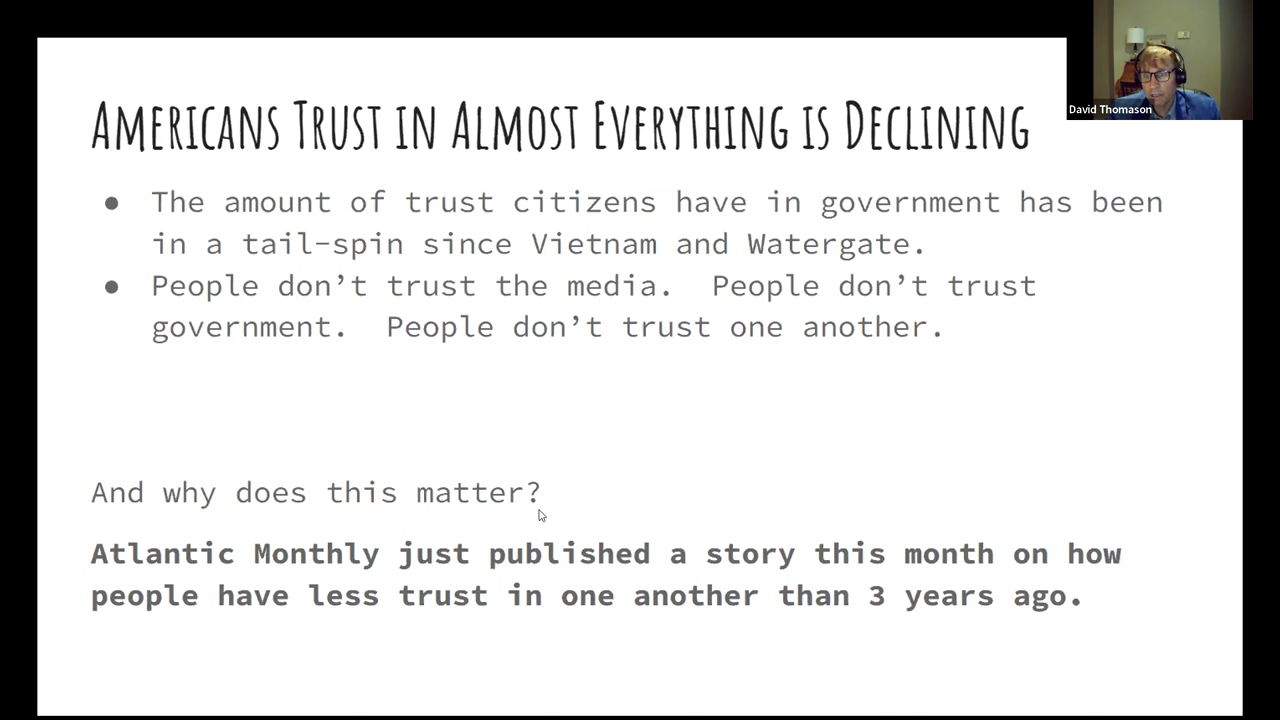 Americans Trust in Almost Everything is Declining
David Thomason
● The amount of trust citizens have in government has been
in a tail-spin since Vietnam and Watergate.
● People don’t trust the media.  People don’t trust
government.  People don’t trust one another.
And why does this matter?
Atlantic Monthly just published a story this month on how
people have less trust in one another than 3 years ago.